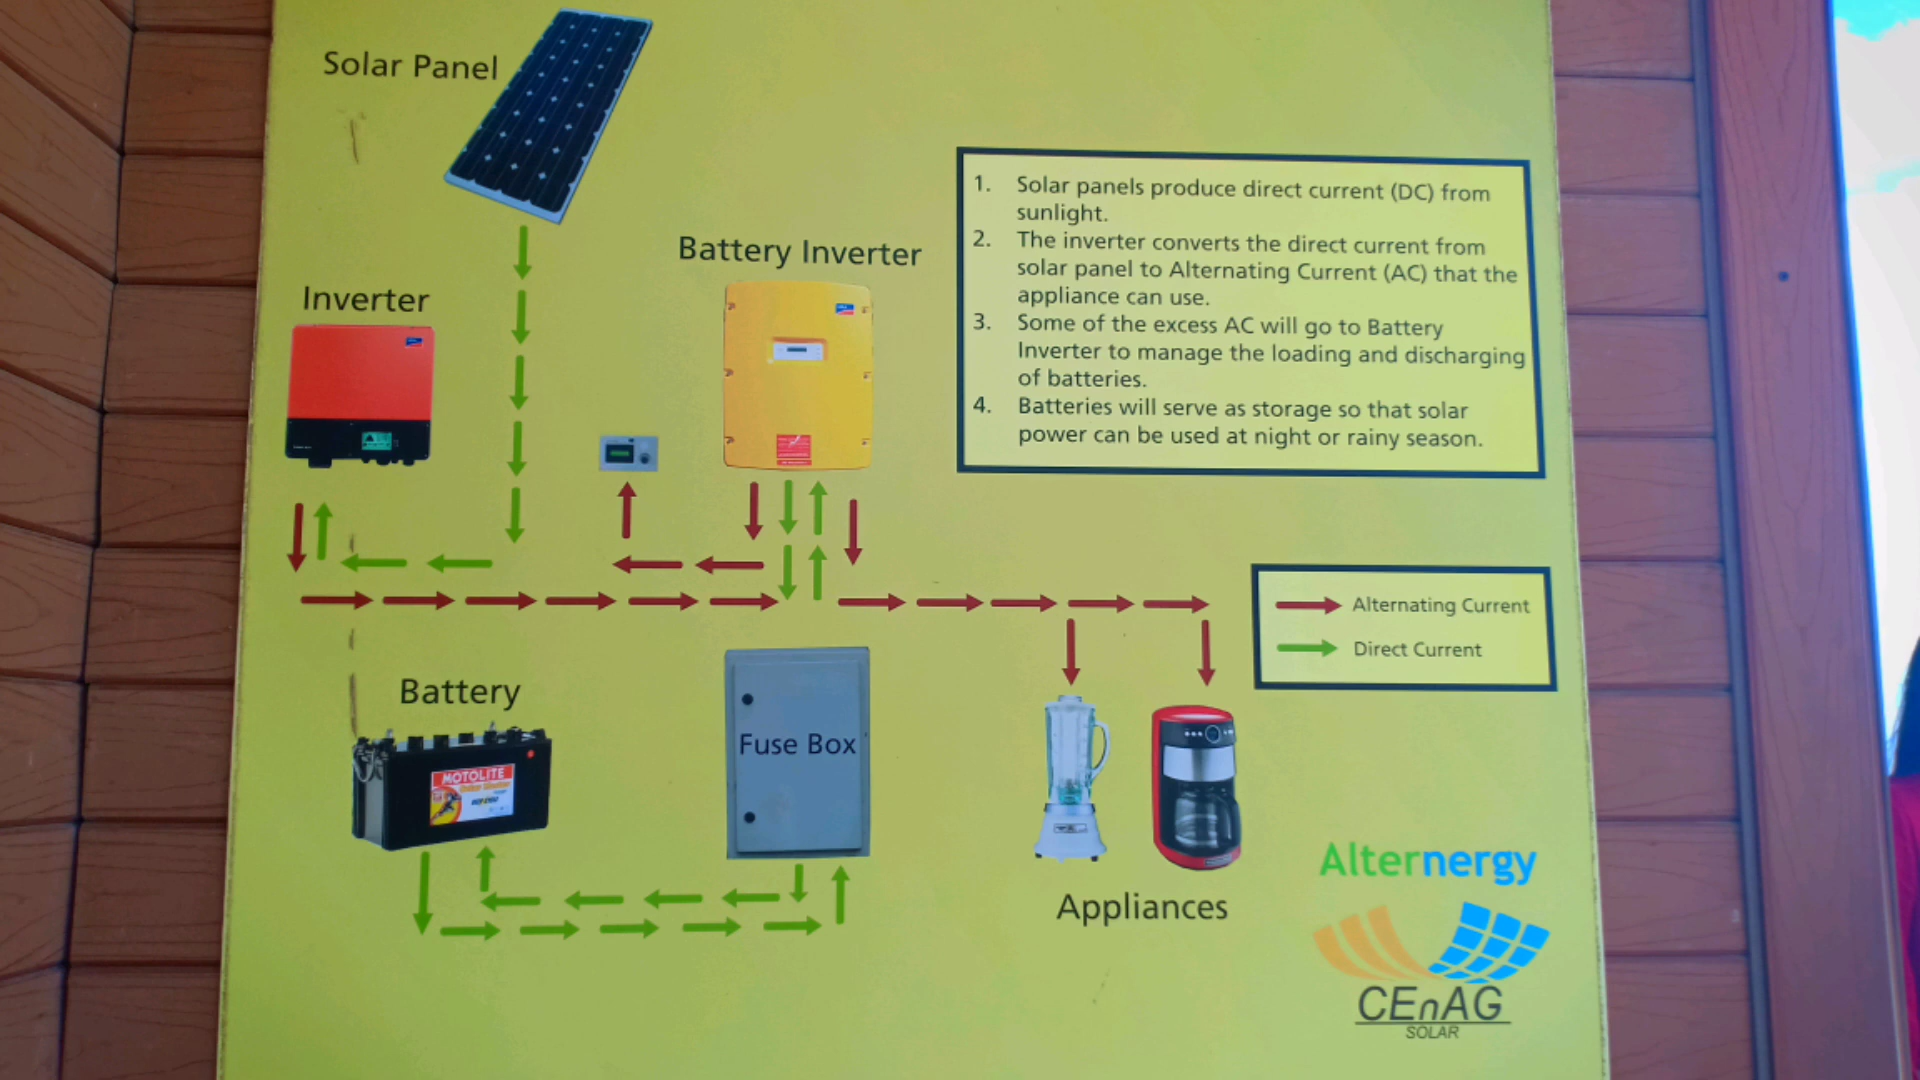 Solar Panel
Battery Inverter
Inverter
1. Solar panels produce direct current (DC) from
sunlight.
2. The inverter converts the direct current from
solar panel to Alternating Current (AC) that the
appliance can use.
3. Some of the excess AC will go to Battery
Inverter to manage the loading and discharging
of batteries.
4. Batteries will serve as storage so that solar
power can be used at night or rainy season.
Alternating Current
Direct Current
Battery
MOTOLITE
Fuse Box
Appliances
Alternergy
CEnAG
SOLAR